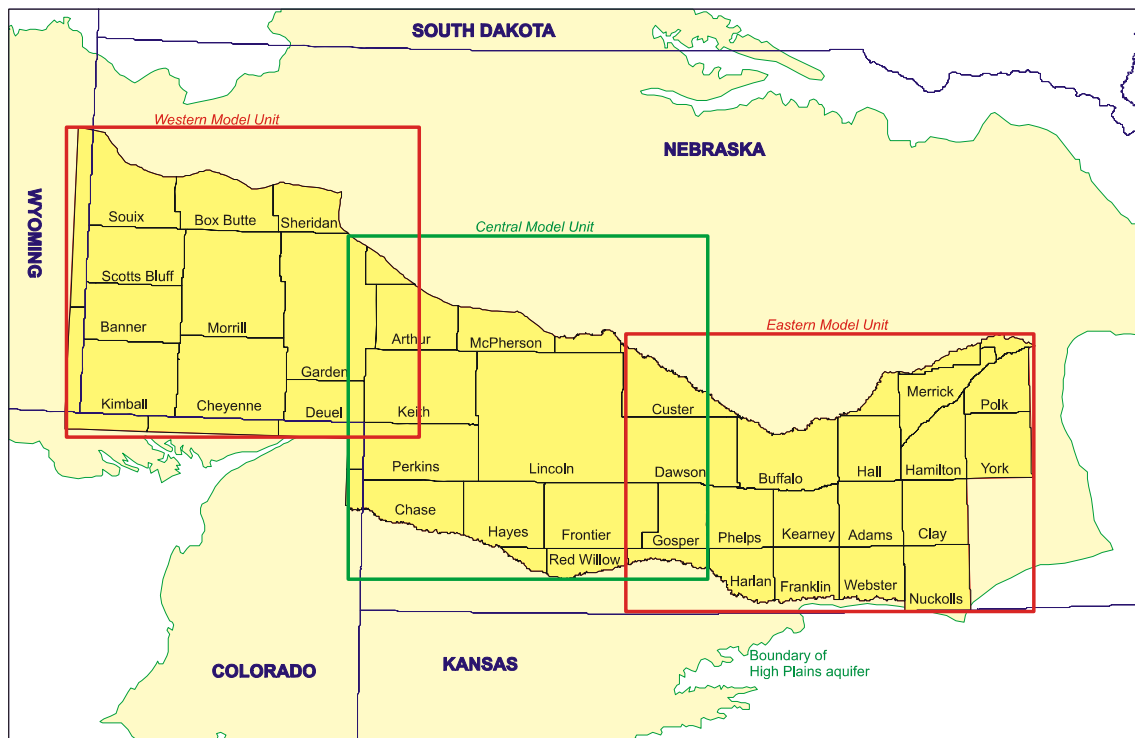 SOUTH DAKOTA
Western Model Unit
NEBRASKA
WYOMING
Souix
Box Butte
Sheridan
Central Model Unit
Scotts Bluff
Banner
Morrill
Arthur
McPherson
Eastern Model Unit
Garden
Kimball
Cheyenne
Deuel
Keith
Custer
Merrick
Polk
Perkins
Lincoln
Dawson
Buffalo
Hall
Hamilton
York
Chase
Hayes
Frontier
Gosper
Phelps
Kearney
Adams
Clay
Red Willow
Harlan
Franklin
Webster
Nuckolls
COLORADO
KANSAS
Boundary of
High Plains aquifer